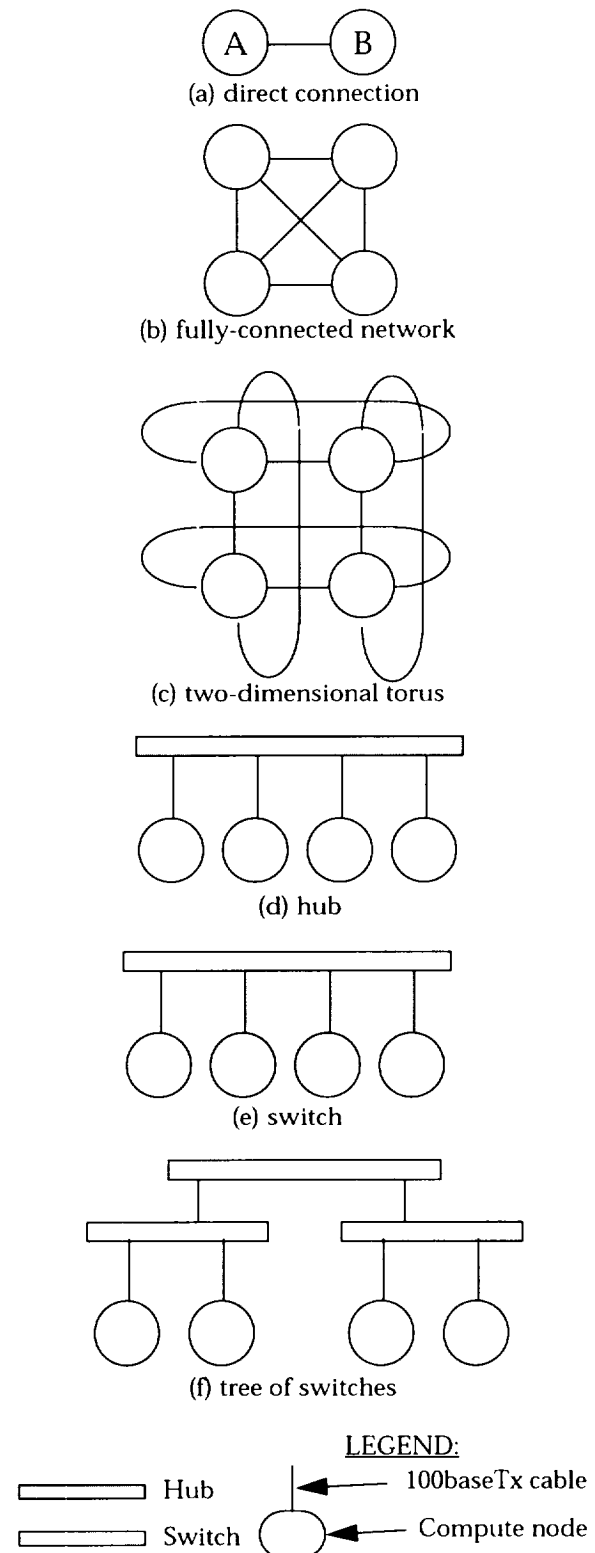 A B
(a) direct connection
(b) fully-connected network
(c) two-dimensional torus
(d) hub
(e) switch
(f) tree of switches
LEGEND:
Hub
100baseTx cable
Switch
Compute node